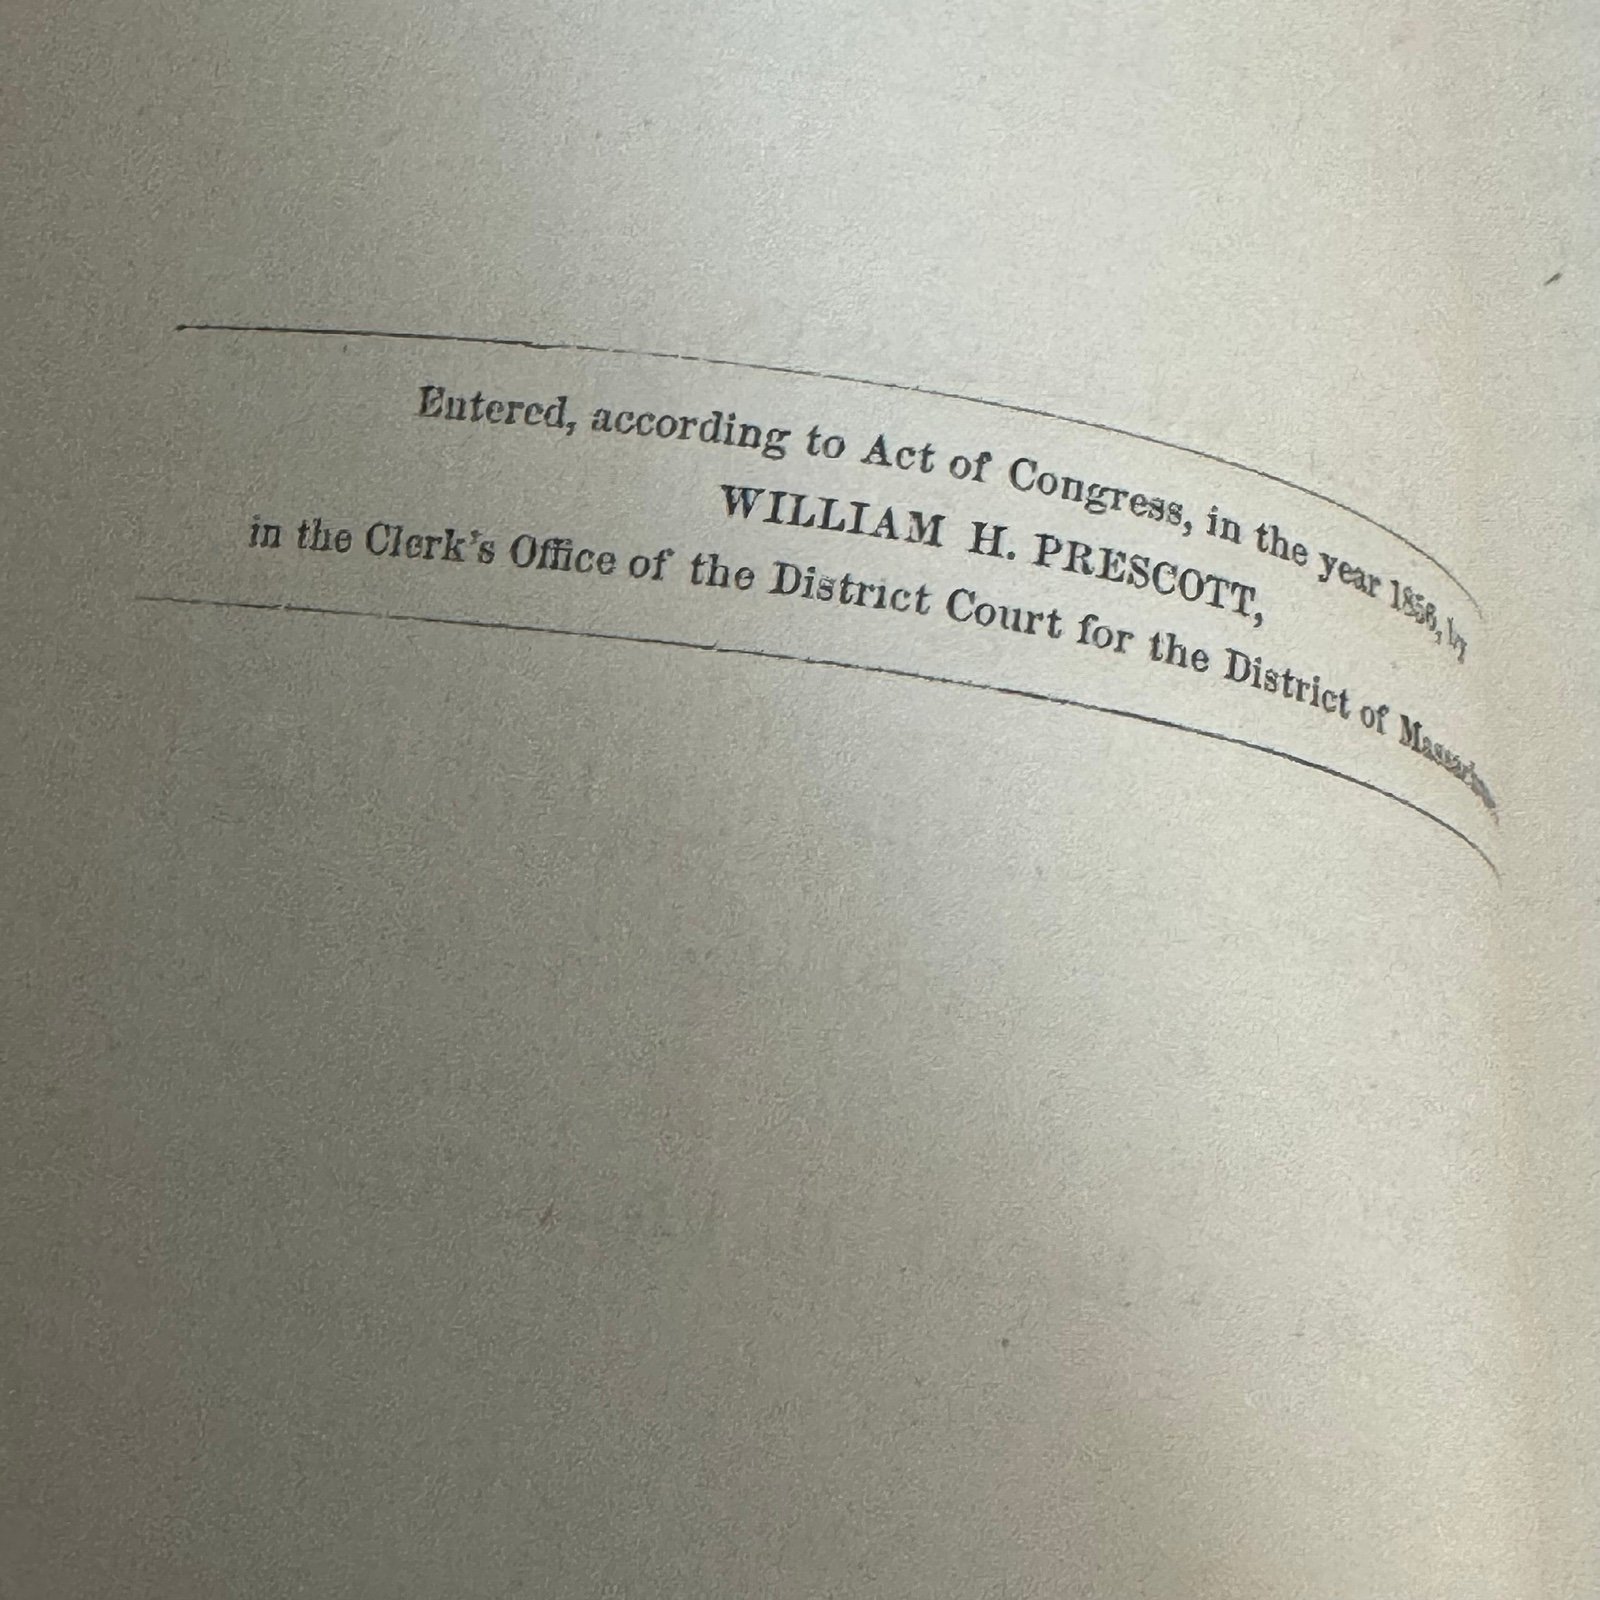 Entered, according to Act of Congress, in the year 1856, by
WILLIAM H. PRESCOTT,
in the Clerk's Office of the District Court for the District of